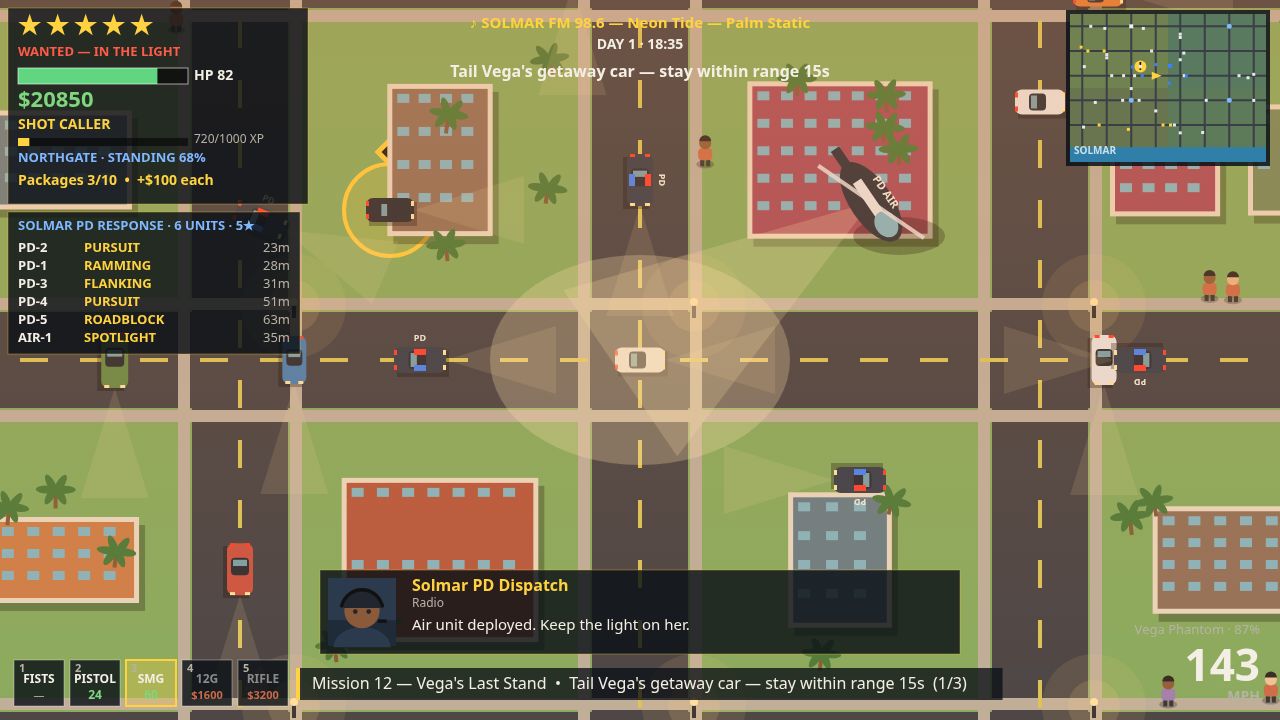 ★★★★★
WANTED — IN THE LIGHT
HP 82
$20850
SHOT CALLER
720/1000 XP
NORTHGATE · STANDING 68%
Packages 3/10 • +$100 each
SOLMAR PD RESPONSE · 6 UNITS · 5★
PD-2 PURSUIT 23m
PD-1 RAMMING 28m
PD-3 FLANKING 31m
PD-4 PURSUIT 51m
PD-5 ROADBLOCK 63m
AIR-1 SPOTLIGHT 35m
♪ SOLMAR FM 98.6 — Neon Tide — Palm Static
DAY 1 · 18:35
Tail Vega's getaway car — stay within range 15s
SOLMAR
PD
PD
PD AIR
PD
PD
PD
Solmar PD Dispatch
Radio
Air unit deployed. Keep the light on her.
Mission 12 — Vega's Last Stand • Tail Vega's getaway car — stay within range 15s (1/3)
1 FISTS —
2 PISTOL 24
3 SMG 60
4 12G $1600
5 RIFLE $3200
Vega Phantom · 87%
143
MPH